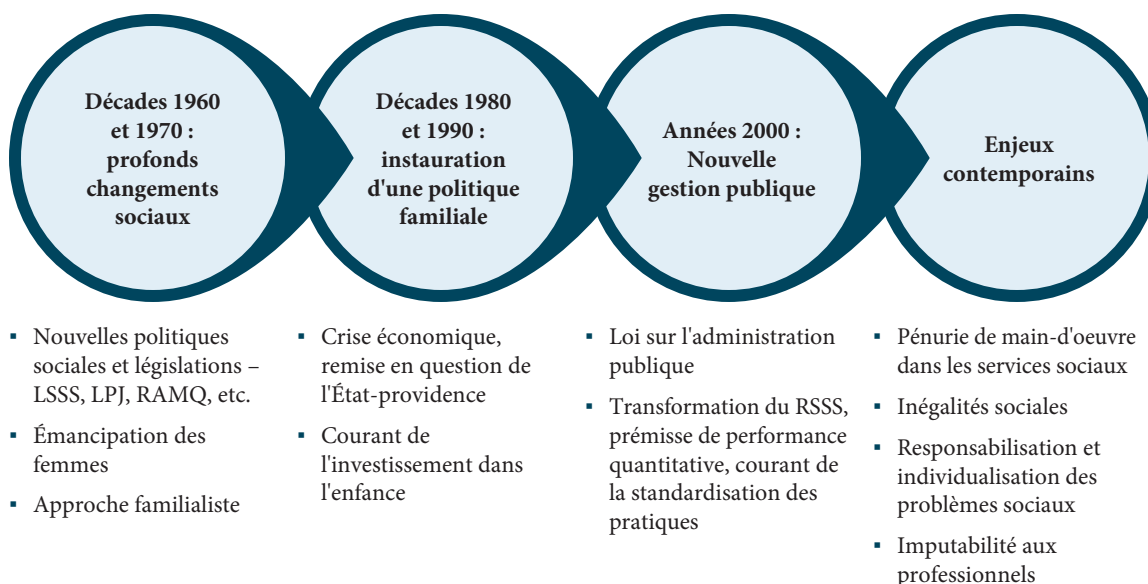 Décades 1960
et 1970 :
profonds
changements
sociaux
Décades 1980
et 1990 :
instauration
d'une politique
familiale
Années 2000 :
Nouvelle
gestion publique
Enjeux
contemporains
▪ Nouvelles politiques
sociales et législations –
LSSS, LPJ, RAMQ, etc.
▪ Émancipation des
femmes
▪ Approche familialiste
▪ Crise économique,
remise en question de
l'État-providence
▪ Courant de
l'investissement dans
l'enfance
▪ Loi sur l'administration
publique
▪ Transformation du RSSS,
prémisse de performance
quantitative, courant de
la standardisation des
pratiques
▪ Pénurie de main-d'oeuvre
dans les services sociaux
▪ Inégalités sociales
▪ Responsabilisation et
individualisation des
problèmes sociaux
▪ Imputabilité aux
professionnels